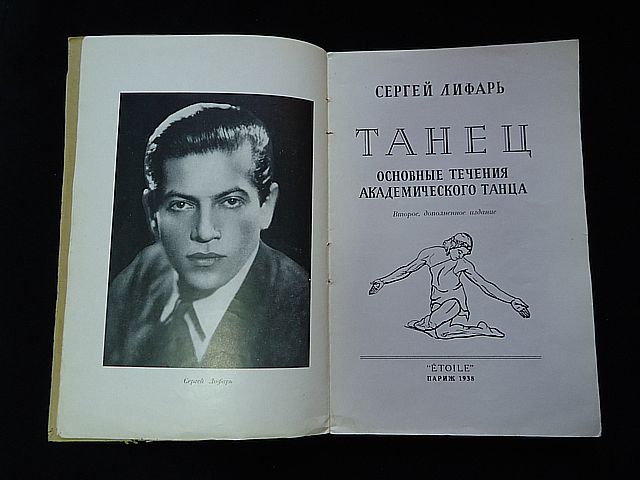 Сергей Лифарь
СЕРГЕЙ ЛИФАРЬ
ТАНЕЦ
ОСНОВНЫЕ ТЕЧЕНИЯ
АКАДЕМИЧЕСКОГО ТАНЦА
Второе, дополненное издание
"ÉTOILE"
ПАРИЖ 1938